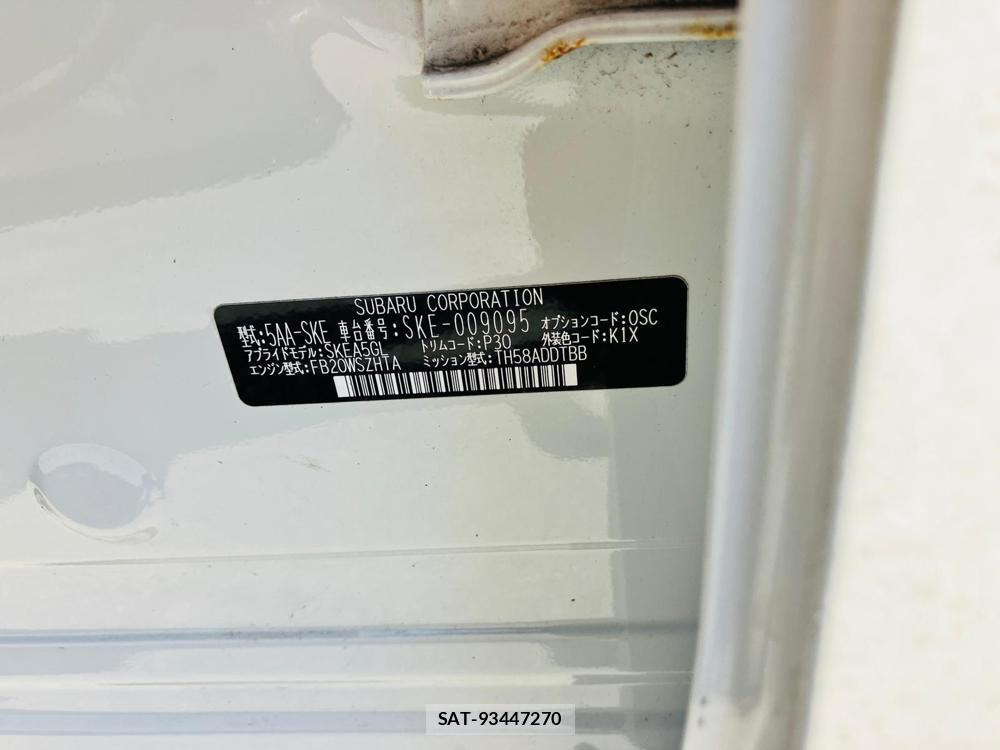 SUBARU CORPORATION
型式:5AA-SKE 車台番号:SKE-009095 オプションコード:OSC
アプライドモデル:SKEA5GL トリムコード:P30 外装色コード:K1X
エンジン型式:FB20WSZHTA ミッション型式:TH58ADDTBB
SAT-93447270